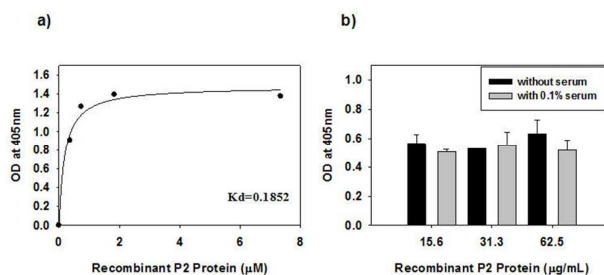 a)
OD at 405nm
1.6
1.4
1.2
1.0
0.8
0.6
0.4
0.2
0.0
Kd=0.1852
0 2 4 6 8
Recombinant P2 Protein (µM)
b)
OD at 405nm
1.0
0.8
0.6
0.4
0.2
0.0
without serum
with 0.1% serum
15.6 31.3 62.5
Recombinant P2 Protein (µg/mL)